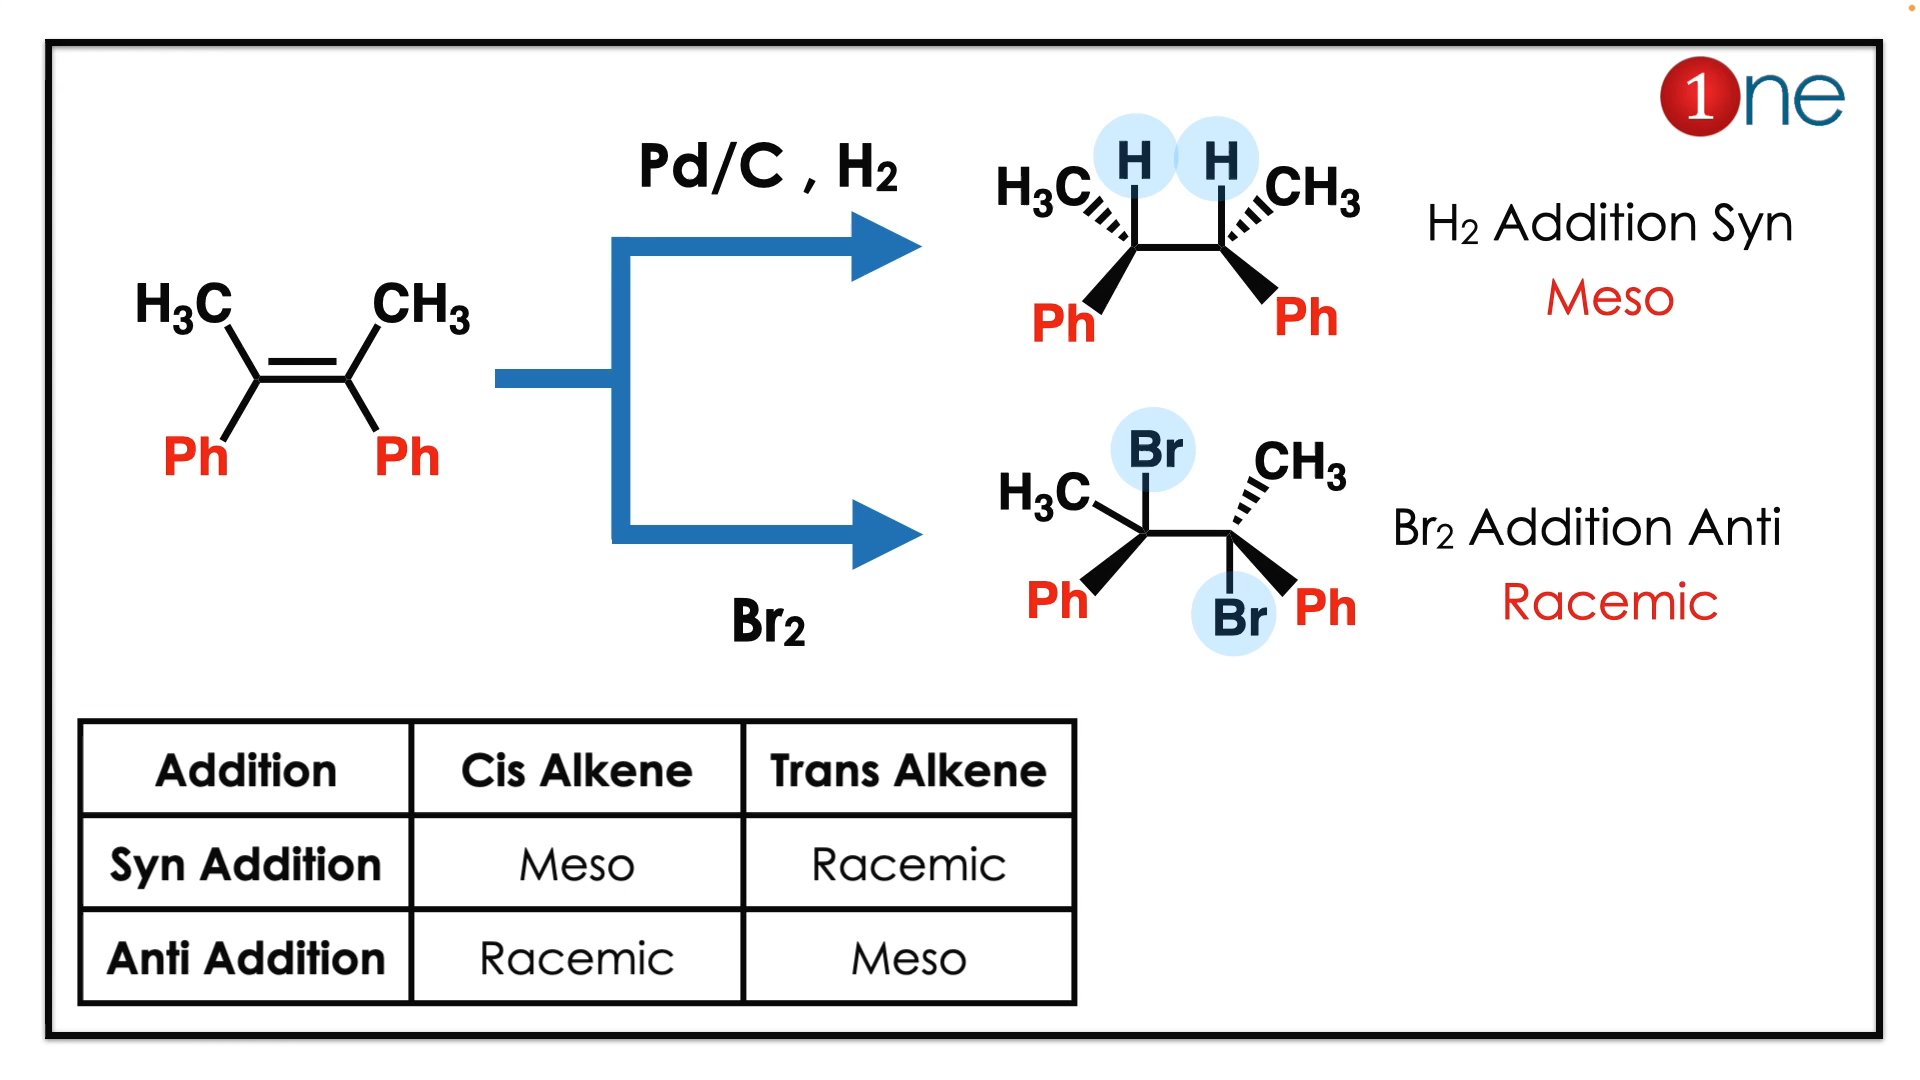 1ne
Pd/C , H₂
H₃C H H CH₃
Ph Ph
H₂ Addition Syn
Meso
H₃C CH₃
Ph Ph
Br₂
H₃C Br CH₃
Ph Br Ph
Br₂ Addition Anti
Racemic
Addition Cis Alkene Trans Alkene
Syn Addition Meso Racemic
Anti Addition Racemic Meso